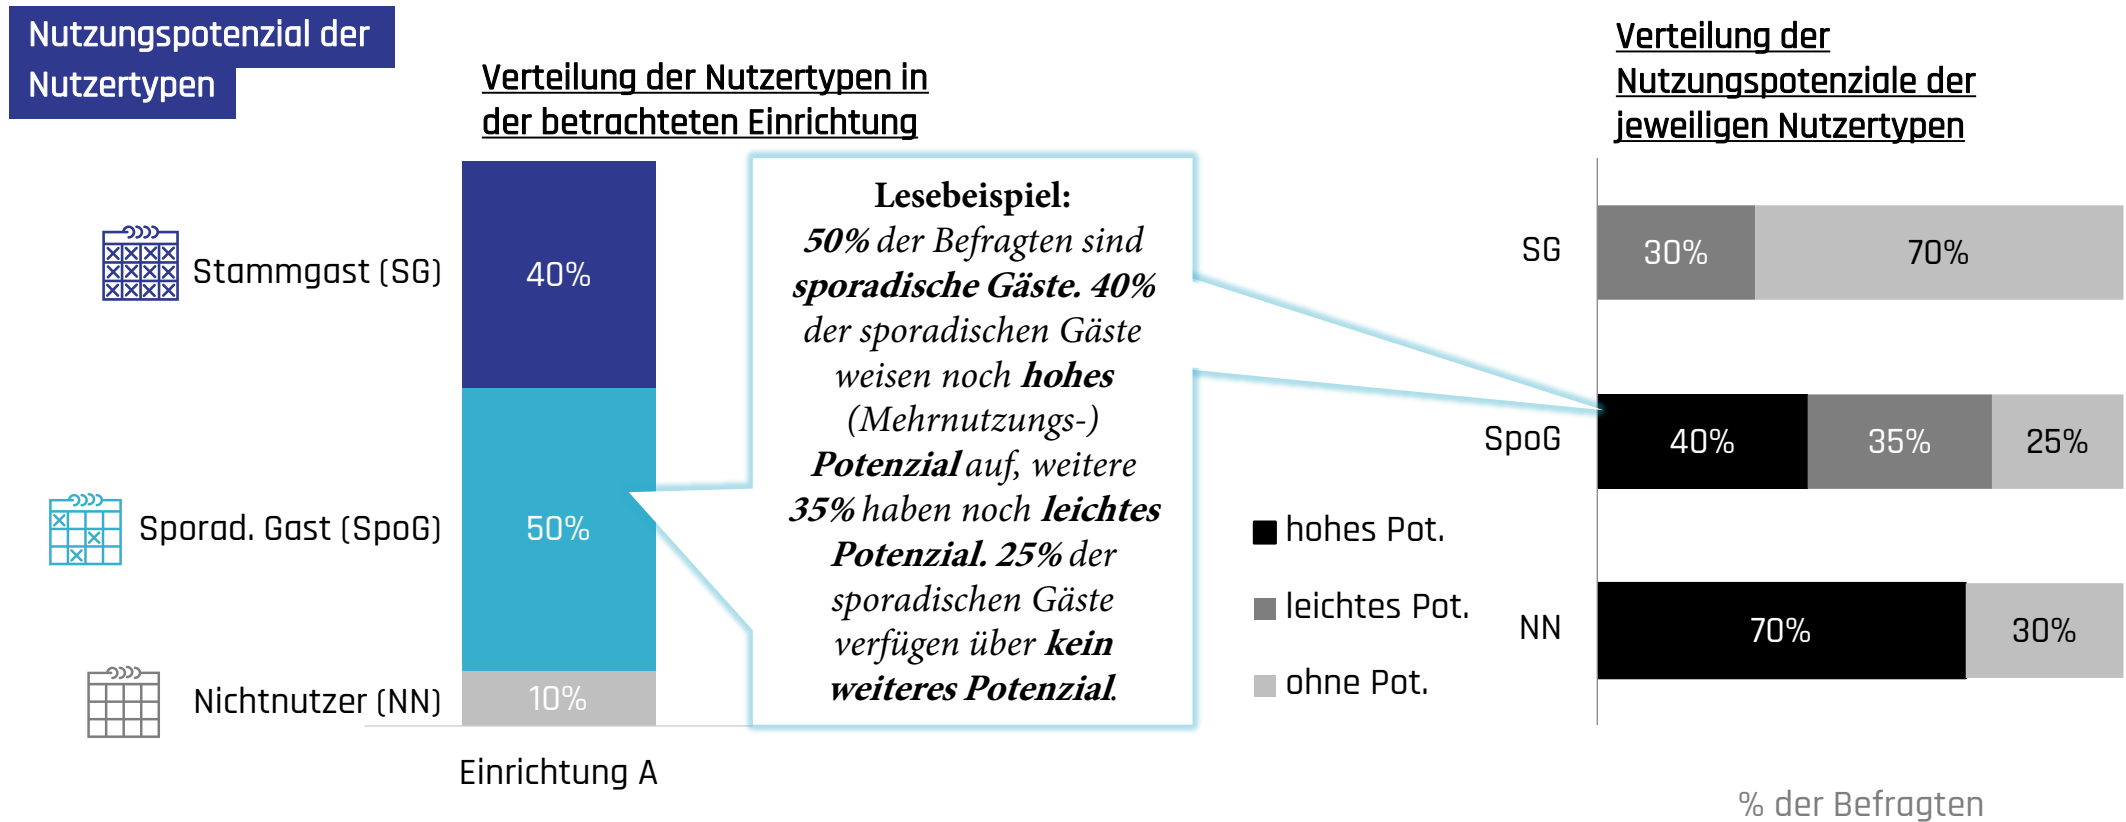 Nutzungspotenzial der
Nutzertypen
Verteilung der Nutzertypen in
der betrachteten Einrichtung
Stammgast (SG)
40%
Sporad. Gast (SpoG)
50%
Nichtnutzer (NN)
10%
Einrichtung A
Lesebeispiel:
50% der Befragten sind
sporadische Gäste. 40%
der sporadischen Gäste
weisen noch hohes
(Mehrnutzungs-)
Potenzial auf, weitere
35% haben noch leichtes
Potenzial. 25% der
sporadischen Gäste
verfügen über kein
weiteres Potenzial.
hohes Pot.
leichtes Pot.
ohne Pot.
Verteilung der
Nutzungspotenziale der
jeweiligen Nutzertypen
SG 30% 70%
SpoG 40% 35% 25%
NN 70% 30%
% der Befragten